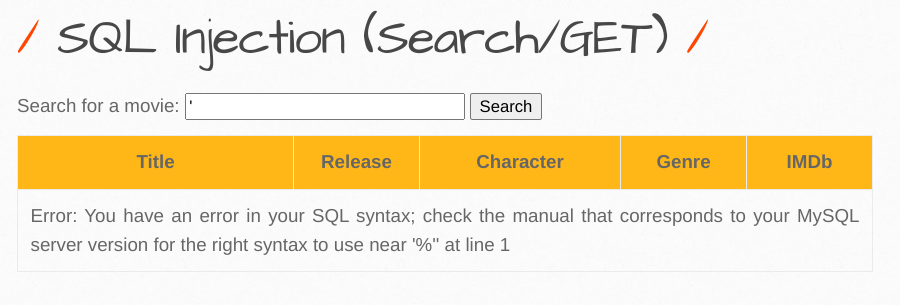 / SQL Injection (Search/GET) /
Search for a movie: ' Search
Title Release Character Genre IMDb
Error: You have an error in your SQL syntax; check the manual that corresponds to your MySQL
server version for the right syntax to use near '%'' at line 1